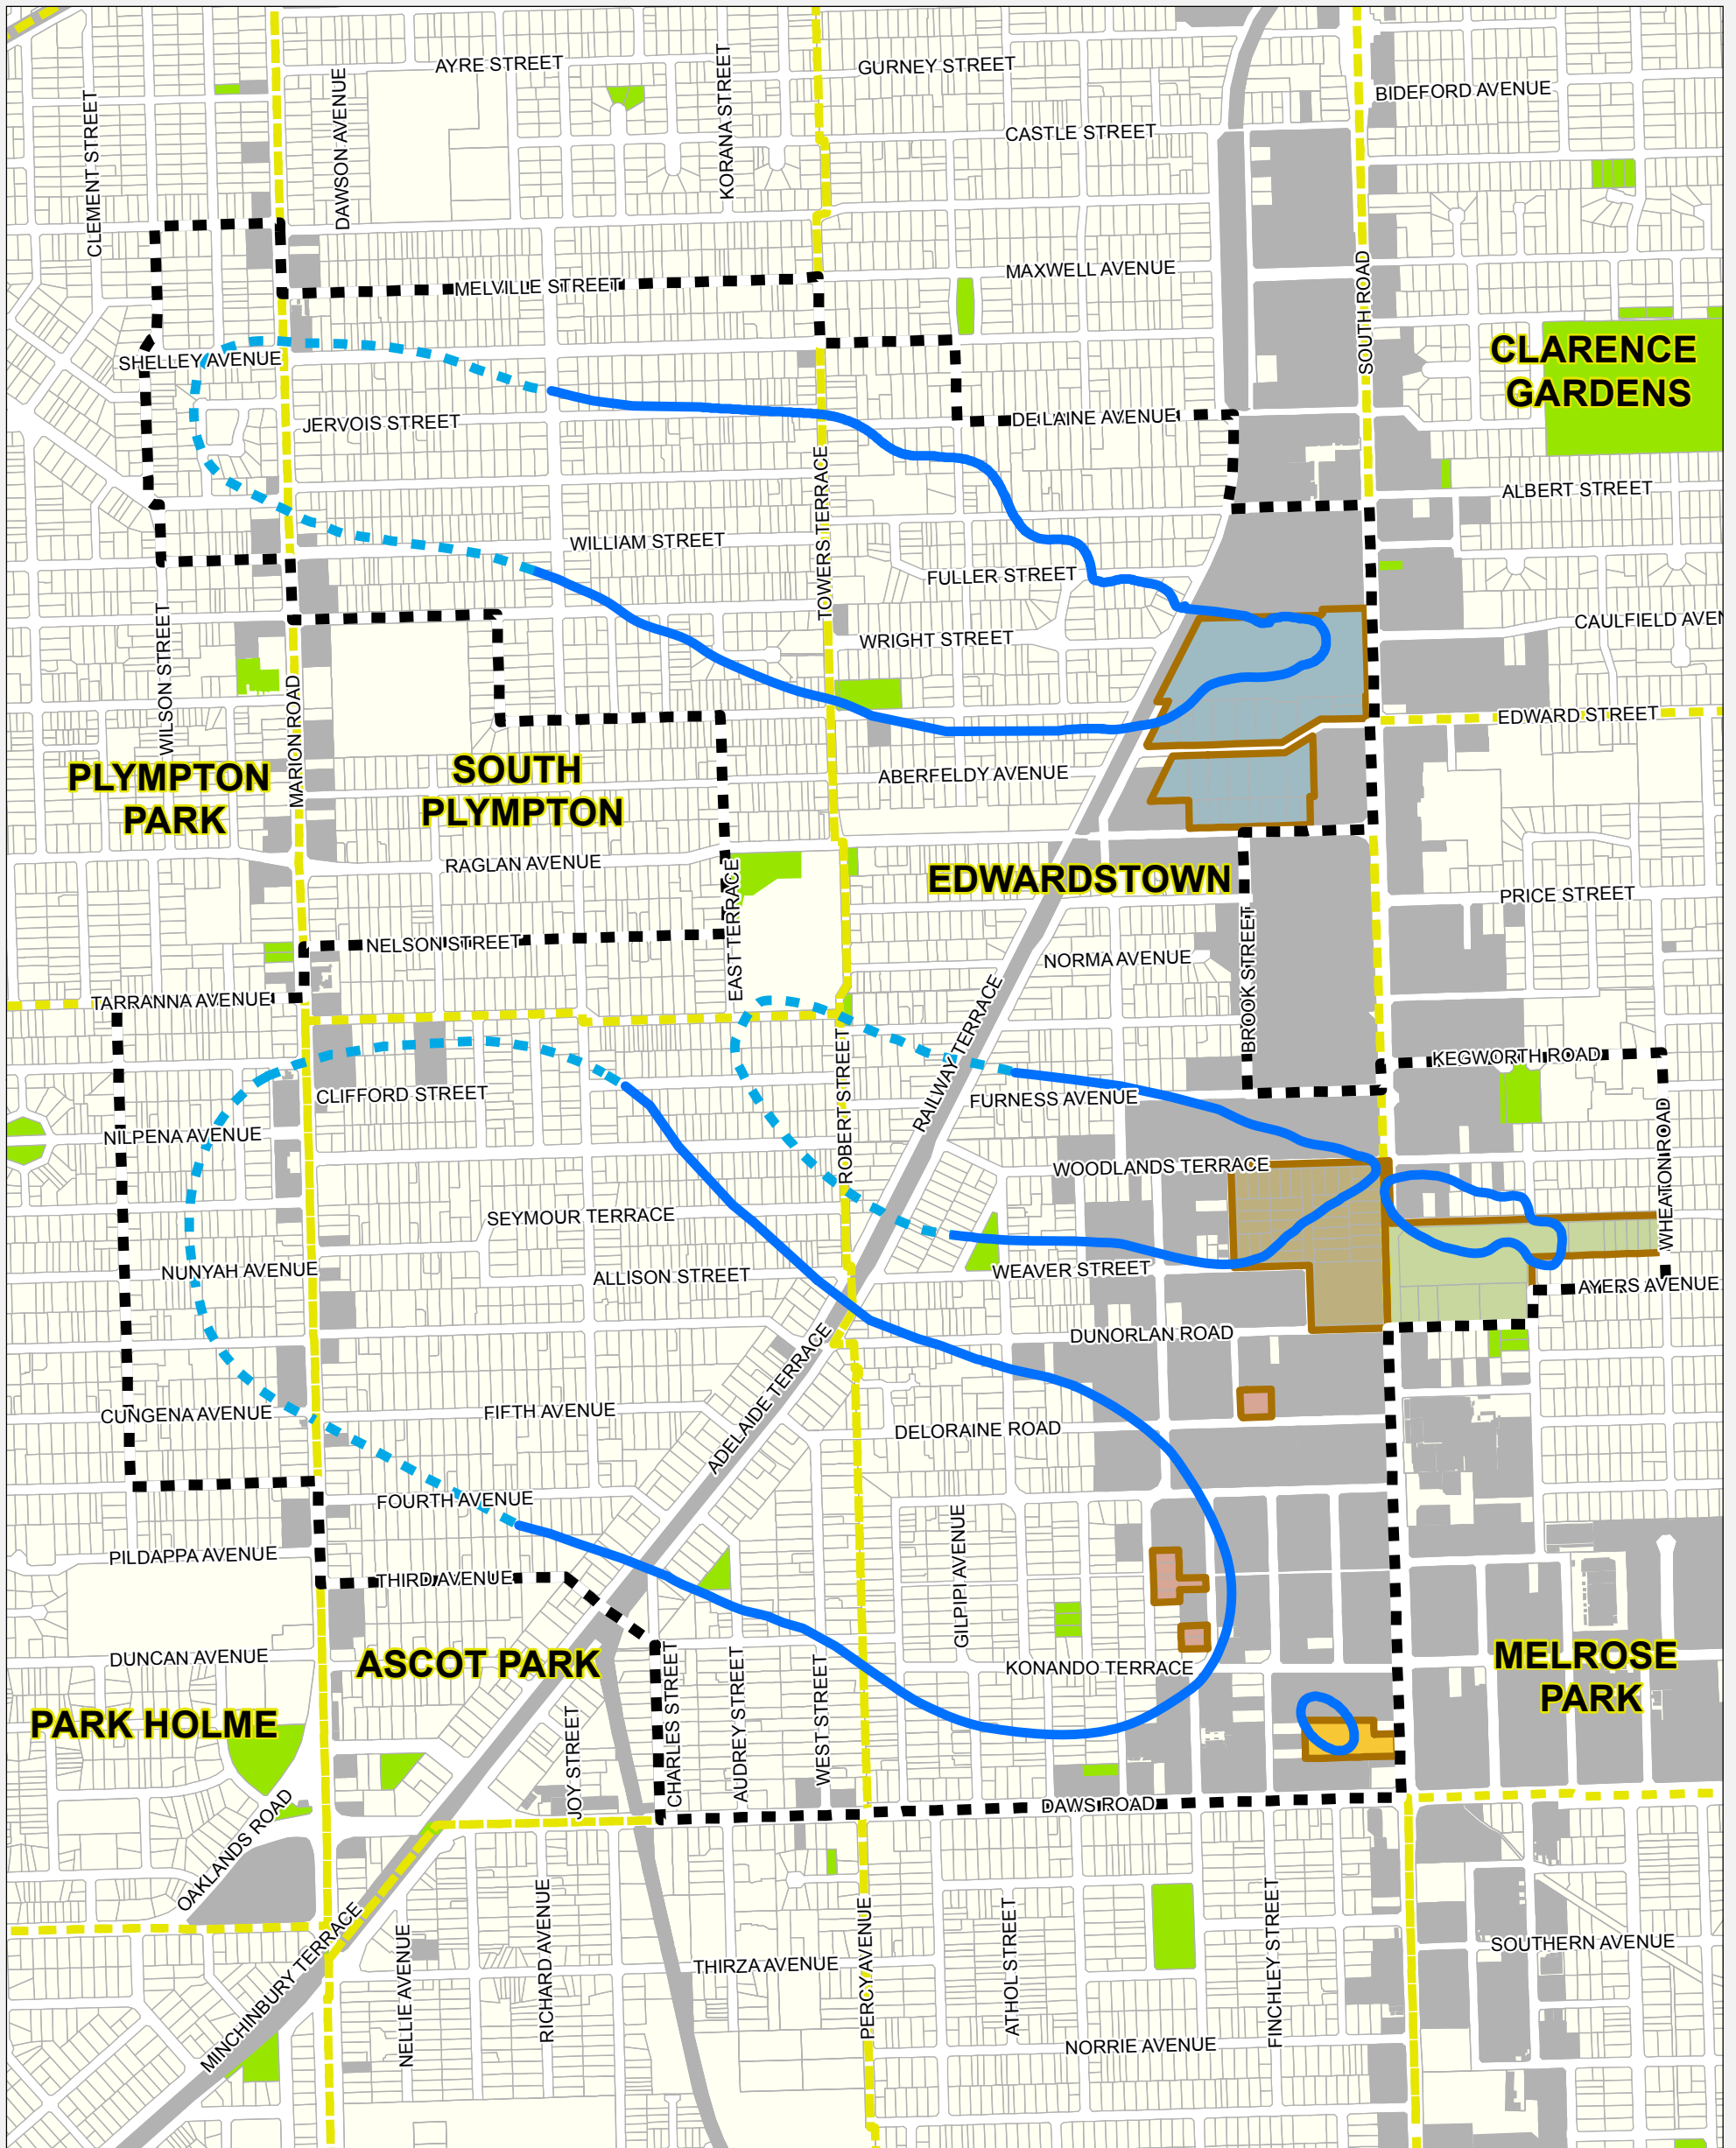 AYRE STREET
GURNEY STREET
KORANA STREET
BIDEFORD AVENUE
DAWSON AVENUE
CLEMENT STREET
CASTLE STREET
MAXWELL AVENUE
MELVILLE STREET
SOUTH ROAD
CLARENCE
GARDENS
SHELLEY AVENUE
JERVOIS STREET
DE LAINE AVENUE
ALBERT STREET
TOWERS TERRACE
WILLIAM STREET
FULLER STREET
CAULFIELD AVEN
WRIGHT STREET
WILSON STREET
MARION ROAD
EDWARD STREET
PLYMPTON
PARK
SOUTH
PLYMPTON
ABERFELDY AVENUE
RAGLAN AVENUE
EDWARDSTOWN
PRICE STREET
EAST TERRACE
NELSON STREET
NORMA AVENUE
BROOK STREET
TARRANNA AVENUE
RAILWAY TERRACE
KEGWORTH ROAD
CLIFFORD STREET
FURNESS AVENUE
ROBERT STREET
NILPENA AVENUE
WOODLANDS TERRACE
WHEATON ROAD
SEYMOUR TERRACE
NUNYAH AVENUE
ALLISON STREET
WEAVER STREET
AYERS AVENUE
DUNORLAN ROAD
ADELAIDE TERRACE
CUNGENA AVENUE
FIFTH AVENUE
DELORAINE ROAD
FOURTH AVENUE
GILPIPI AVENUE
PILDAPPA AVENUE
THIRD AVENUE
DUNCAN AVENUE
ASCOT PARK
KONANDO TERRACE
MELROSE
PARK
PARK HOLME
CHARLES STREET
AUDREY STREET
WEST STREET
JOY STREET
OAKLANDS ROAD
DAWS ROAD
MINCHINBURY TERRACE
NELLIE AVENUE
RICHARD AVENUE
THIRZA AVENUE
PERCY AVENUE
ATHOL STREET
FINCHLEY STREET
SOUTHERN AVENUE
NORRIE AVENUE